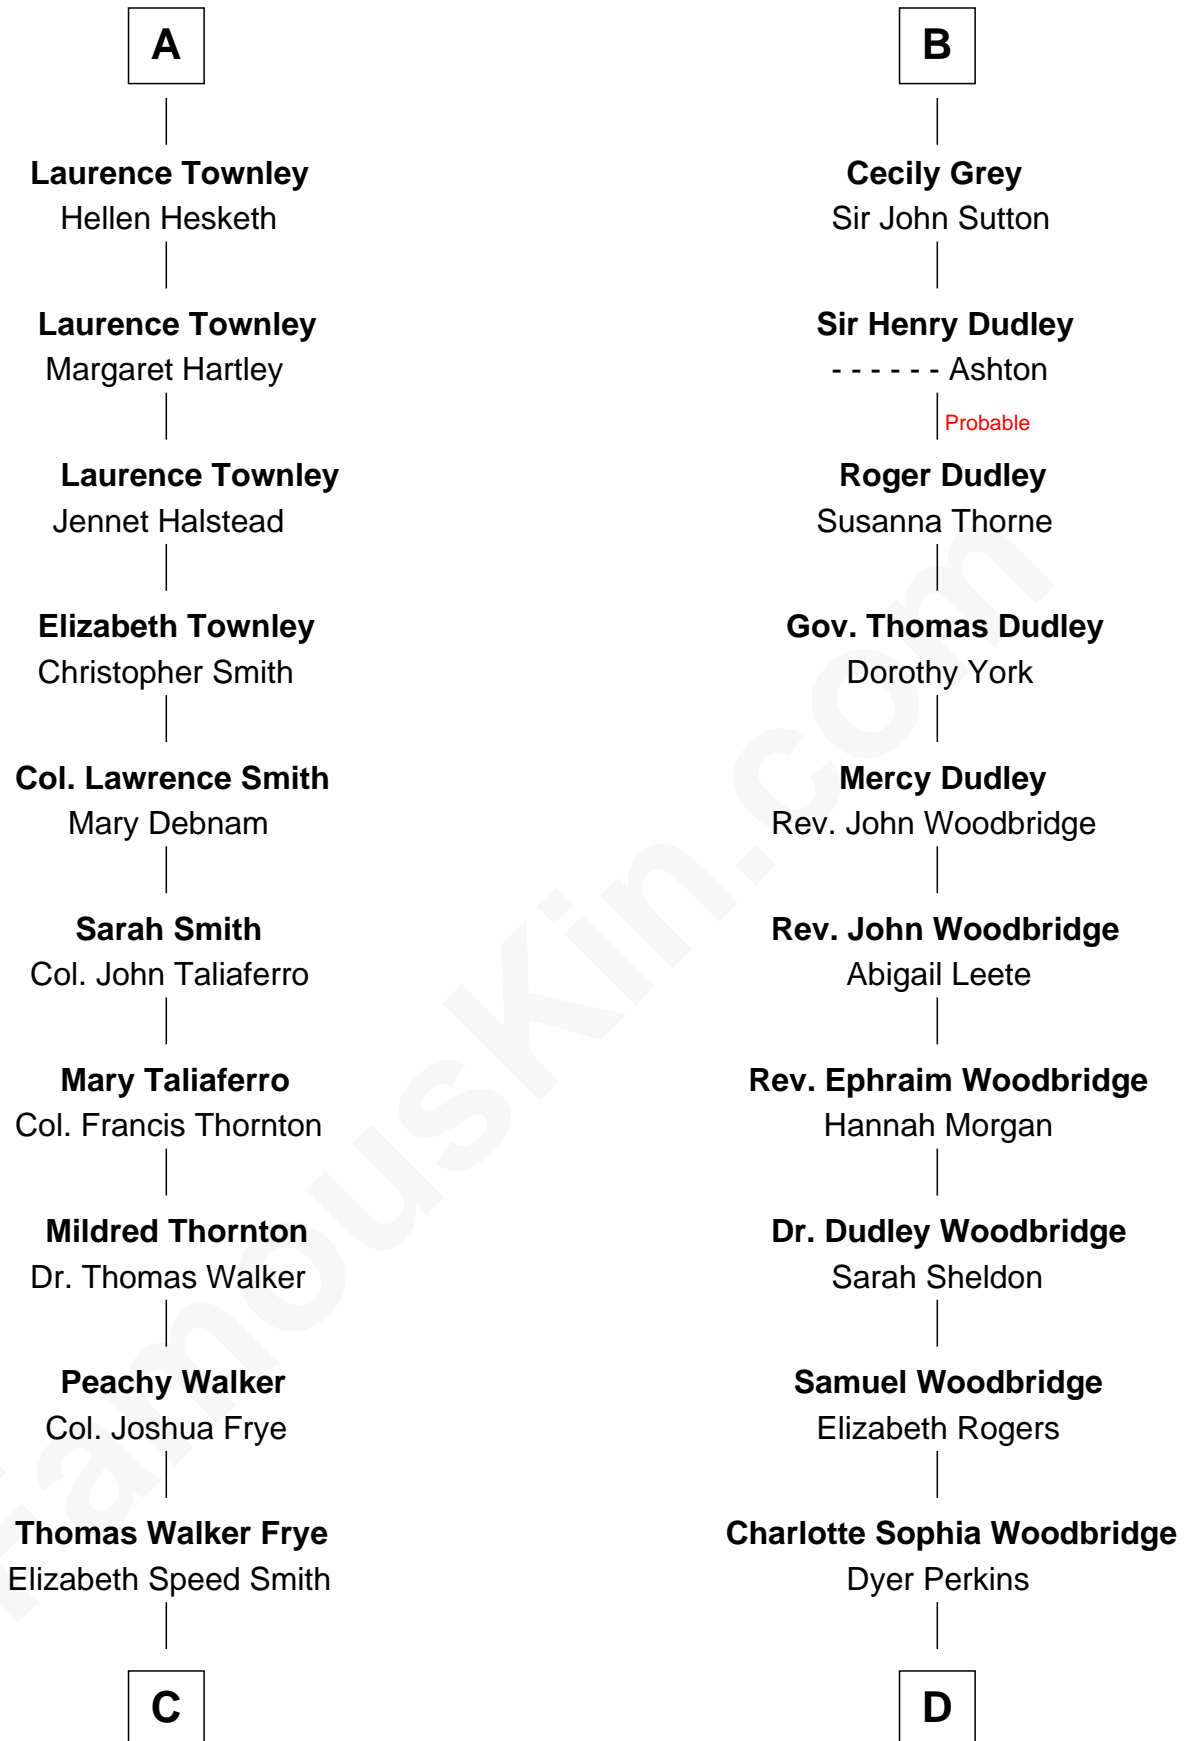 A
Laurence Townley
Hellen Hesketh
Laurence Townley
Margaret Hartley
Laurence Townley
Jennet Halstead
Elizabeth Townley
Christopher Smith
Col. Lawrence Smith
Mary Debnam
Sarah Smith
Col. John Taliaferro
Mary Taliaferro
Col. Francis Thornton
Mildred Thornton
Dr. Thomas Walker
Peachy Walker
Col. Joshua Frye
Thomas Walker Frye
Elizabeth Speed Smith
C
B
Cecily Grey
Sir John Sutton
Sir Henry Dudley
- - - - - - Ashton
Probable
Roger Dudley
Susanna Thorne
Gov. Thomas Dudley
Dorothy York
Mercy Dudley
Rev. John Woodbridge
Rev. John Woodbridge
Abigail Leete
Rev. Ephraim Woodbridge
Hannah Morgan
Dr. Dudley Woodbridge
Sarah Sheldon
Samuel Woodbridge
Elizabeth Rogers
Charlotte Sophia Woodbridge
Dyer Perkins
D
FamousKin.com